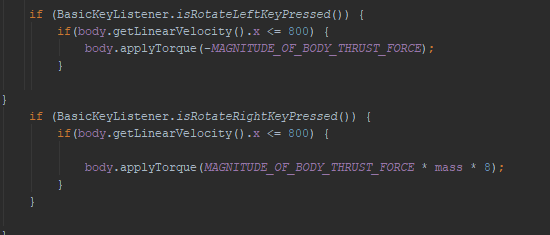 if (BasicKeyListener.isRotateLeftKeyPressed()) {
if(body.getLinearVelocity().x <= 800) {
body.applyTorque(-MAGNITUDE_OF_BODY_THRUST_FORCE);
}
}
if (BasicKeyListener.isRotateRightKeyPressed()) {
if(body.getLinearVelocity().x <= 800) {
body.applyTorque(MAGNITUDE_OF_BODY_THRUST_FORCE * mass * 8);
}
}
}